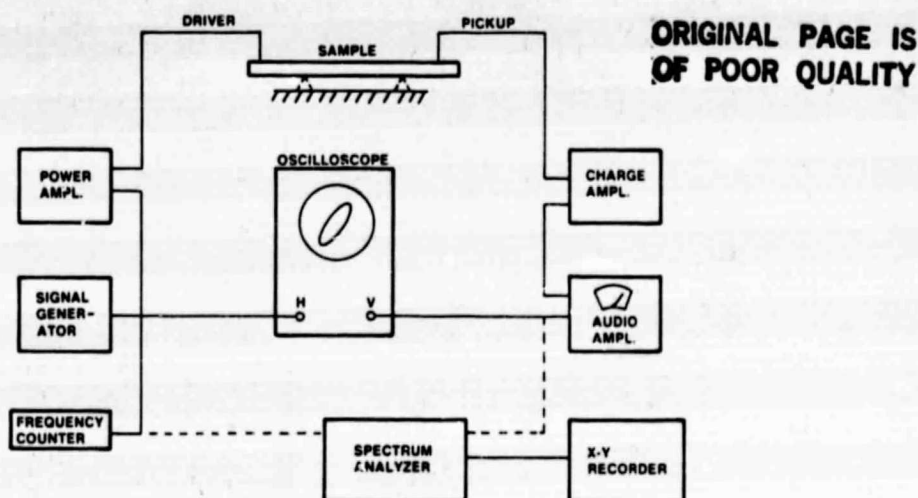 DRIVER
PICKUP
ORIGINAL PAGE IS
OF POOR QUALITY
SAMPLE
OSCILLOSCOPE
POWER
AMPL.
CHARGE
AMPL.
SIGNAL
GENER-
ATOR
H
V
AUDIO
AMPL.
FREQUENCY
COUNTER
SPECTRUM
ANALYZER
X-Y
RECORDER